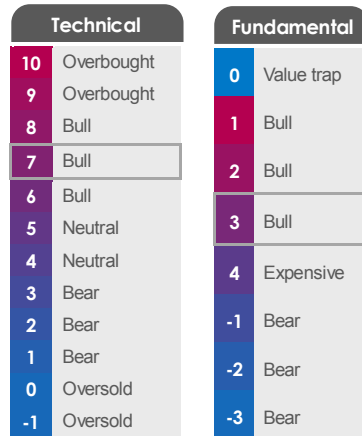 Technical
10 Overbought
9 Overbought
8 Bull
7 Bull
6 Bull
5 Neutral
4 Neutral
3 Bear
2 Bear
1 Bear
0 Oversold
-1 Oversold
Fundamental
0 Value trap
1 Bull
2 Bull
3 Bull
4 Expensive
-1 Bear
-2 Bear
-3 Bear